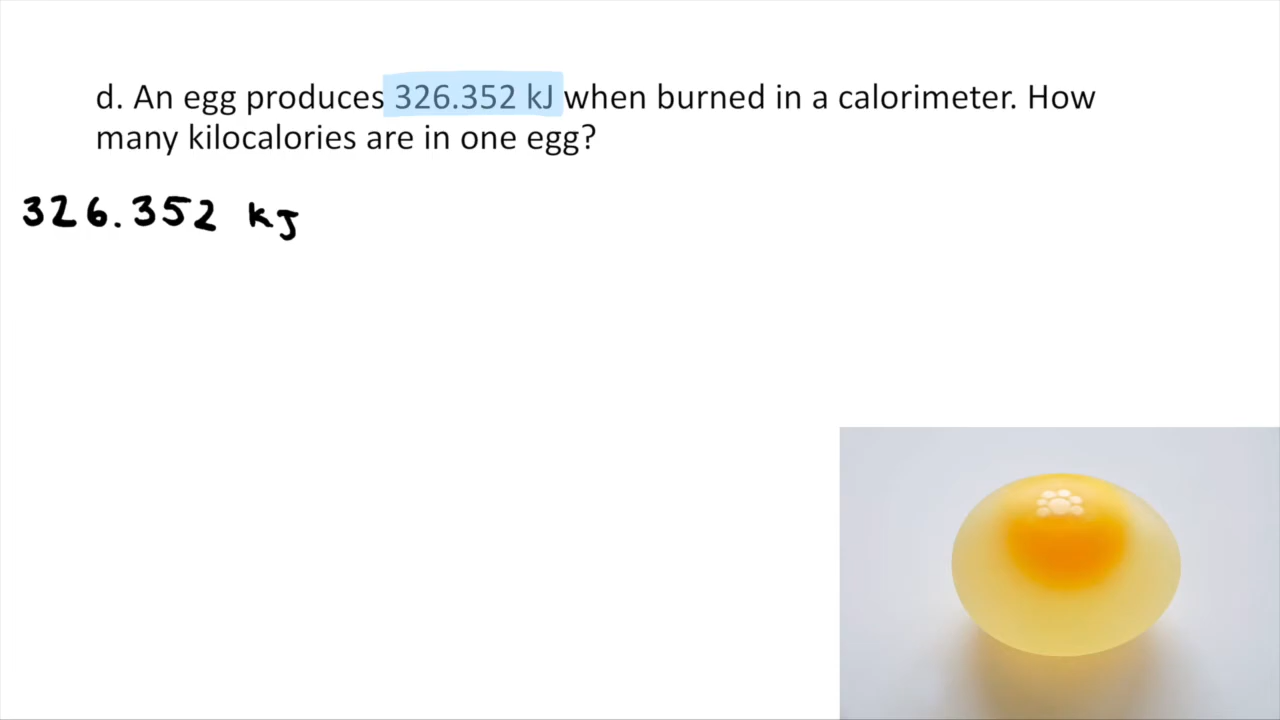 d. An egg produces 326.352 kJ when burned in a calorimeter. How
many kilocalories are in one egg?
326.352 kJ